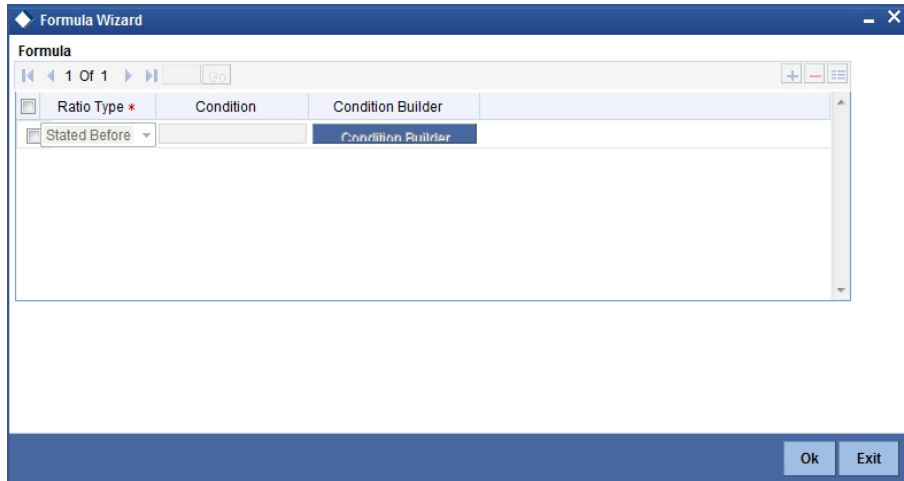 Formula Wizard
Formula
1 Of 1 Go
Ratio Type * Condition Condition Builder
Stated Before Condition Builder
Ok Exit